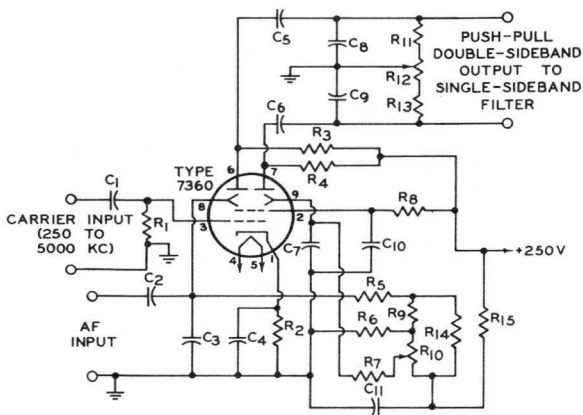 C5
C8
R11
PUSH-PULL
DOUBLE-SIDEBAND
OUTPUT TO
SINGLE-SIDEBAND
FILTER
R12
C9
R13
C6
R3
TYPE
7360
6
7
R4
C1
8
9
2
R8
CARRIER INPUT
(250 TO
5000 KC)
R1
3
4
5
1
C7
C10
+250V
C2
R5
AF
INPUT
C3
C4
R2
R6
R9
R14
R15
R7
R10
C11